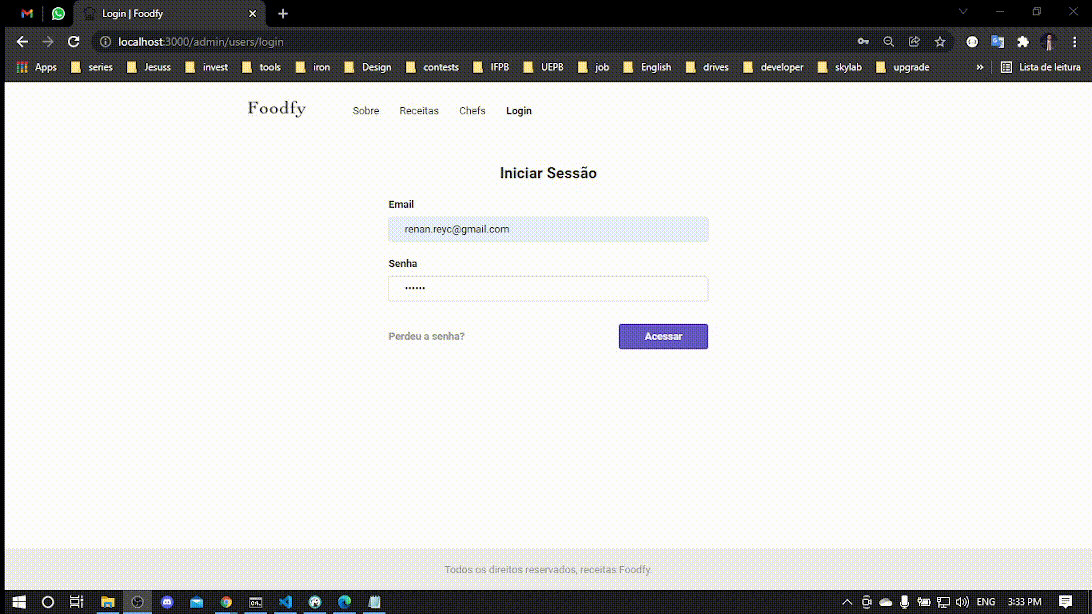 Login | Foodfy
localhost:3000/admin/users/login
Apps series Jesuss invest tools iron Design contests IFPB UEPB job English drives developer skylab upgrade » Lista de leitura
Foodfy Sobre Receitas Chefs Login
Iniciar Sessão
Email
renan.reyc@gmail.com
Senha
••••••
Perdeu a senha? Acessar
Todos os direitos reservados, receitas Foodfy.
ENG 3:33 PM